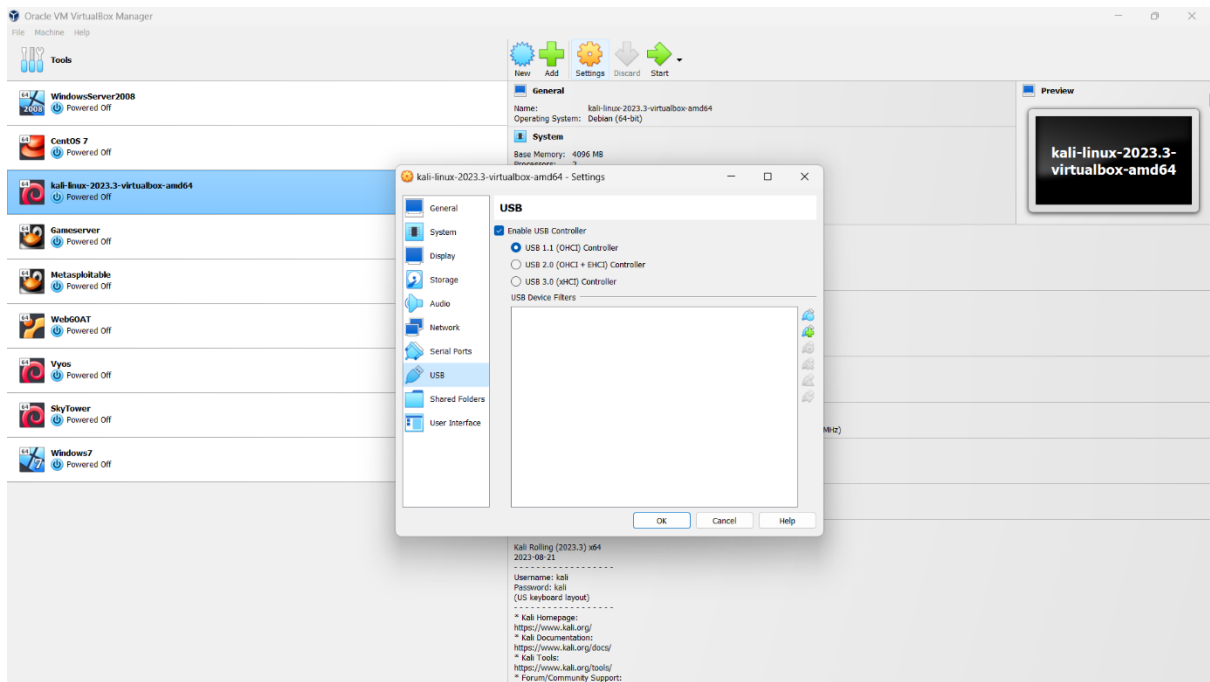 Oracle VM VirtualBox Manager
File Machine Help
Tools
New Add Settings Discard Start
WindowsServer2008
Powered Off
CentOS 7
Powered Off
kali-linux-2023.3-virtualbox-amd64
Powered Off
Gameserver
Powered Off
Metasploitable
Powered Off
WebGOAT
Powered Off
Vyos
Powered Off
SkyTower
Powered Off
Windows7
Powered Off
General
Name: kali-linux-2023.3-virtualbox-amd64
Operating System: Debian (64-bit)
System
Base Memory: 4096 MB
Preview
kali-linux-2023.3-
virtualbox-amd64
kali-linux-2023.3-virtualbox-amd64 - Settings
General
System
Display
Storage
Audio
Network
Serial Ports
USB
Shared Folders
User Interface
USB
Enable USB Controller
USB 1.1 (OHCI) Controller
USB 2.0 (OHCI + EHCI) Controller
USB 3.0 (xHCI) Controller
USB Device Filters
OK Cancel Help
MHz)
Kali Rolling (2023.3) x64
2023-08-21
- - - - - - - - - - - - - - - - - -
Username: kali
Password: kali
(US keyboard layout)
- - - - - - - - - - - - - - - - - -
* Kali Homepage:
https://www.kali.org/
* Kali Documentation:
https://www.kali.org/docs/
* Kali Tools:
https://www.kali.org/tools/
* Forum/Community Support: